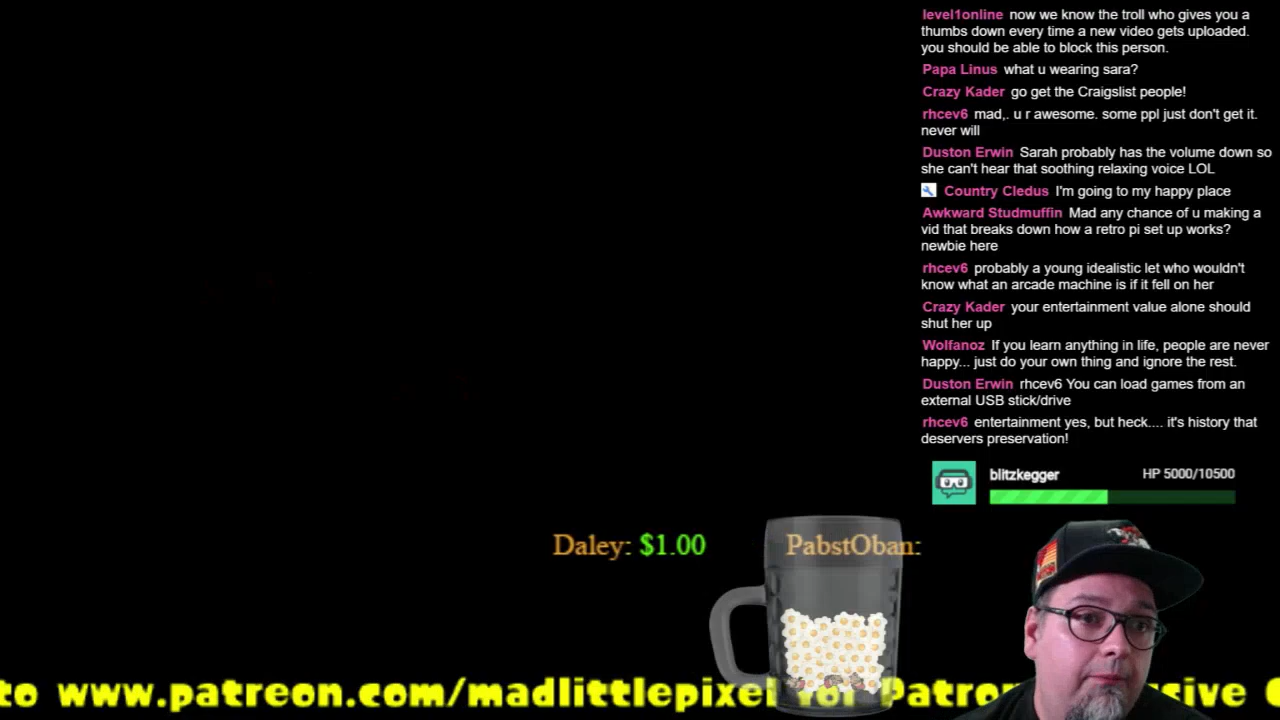 level1online now we know the troll who gives you a
thumbs down every time a new video gets uploaded.
you should be able to block this person.
Papa Linus what u wearing sara?
Crazy Kader go get the Craigslist people!
rhcev6 mad,. u r awesome. some ppl just don't get it.
never will
Duston Erwin Sarah probably has the volume down so
she can't hear that soothing relaxing voice LOL
Country Cledus I'm going to my happy place
Awkward Studmuffin Mad any chance of u making a
vid that breaks down how a retro pi set up works?
newbie here
rhcev6 probably a young idealistic let who wouldn't
know what an arcade machine is if it fell on her
Crazy Kader your entertainment value alone should
shut her up
Wolfanoz If you learn anything in life, people are never
happy... just do your own thing and ignore the rest.
Duston Erwin rhcev6 You can load games from an
external USB stick/drive
rhcev6 entertainment yes, but heck.... it's history that
deservers preservation!
blitzkegger HP 5000/10500
Daley: $1.00 PabstOban:
to www.patreon.com/madlittlepixel for